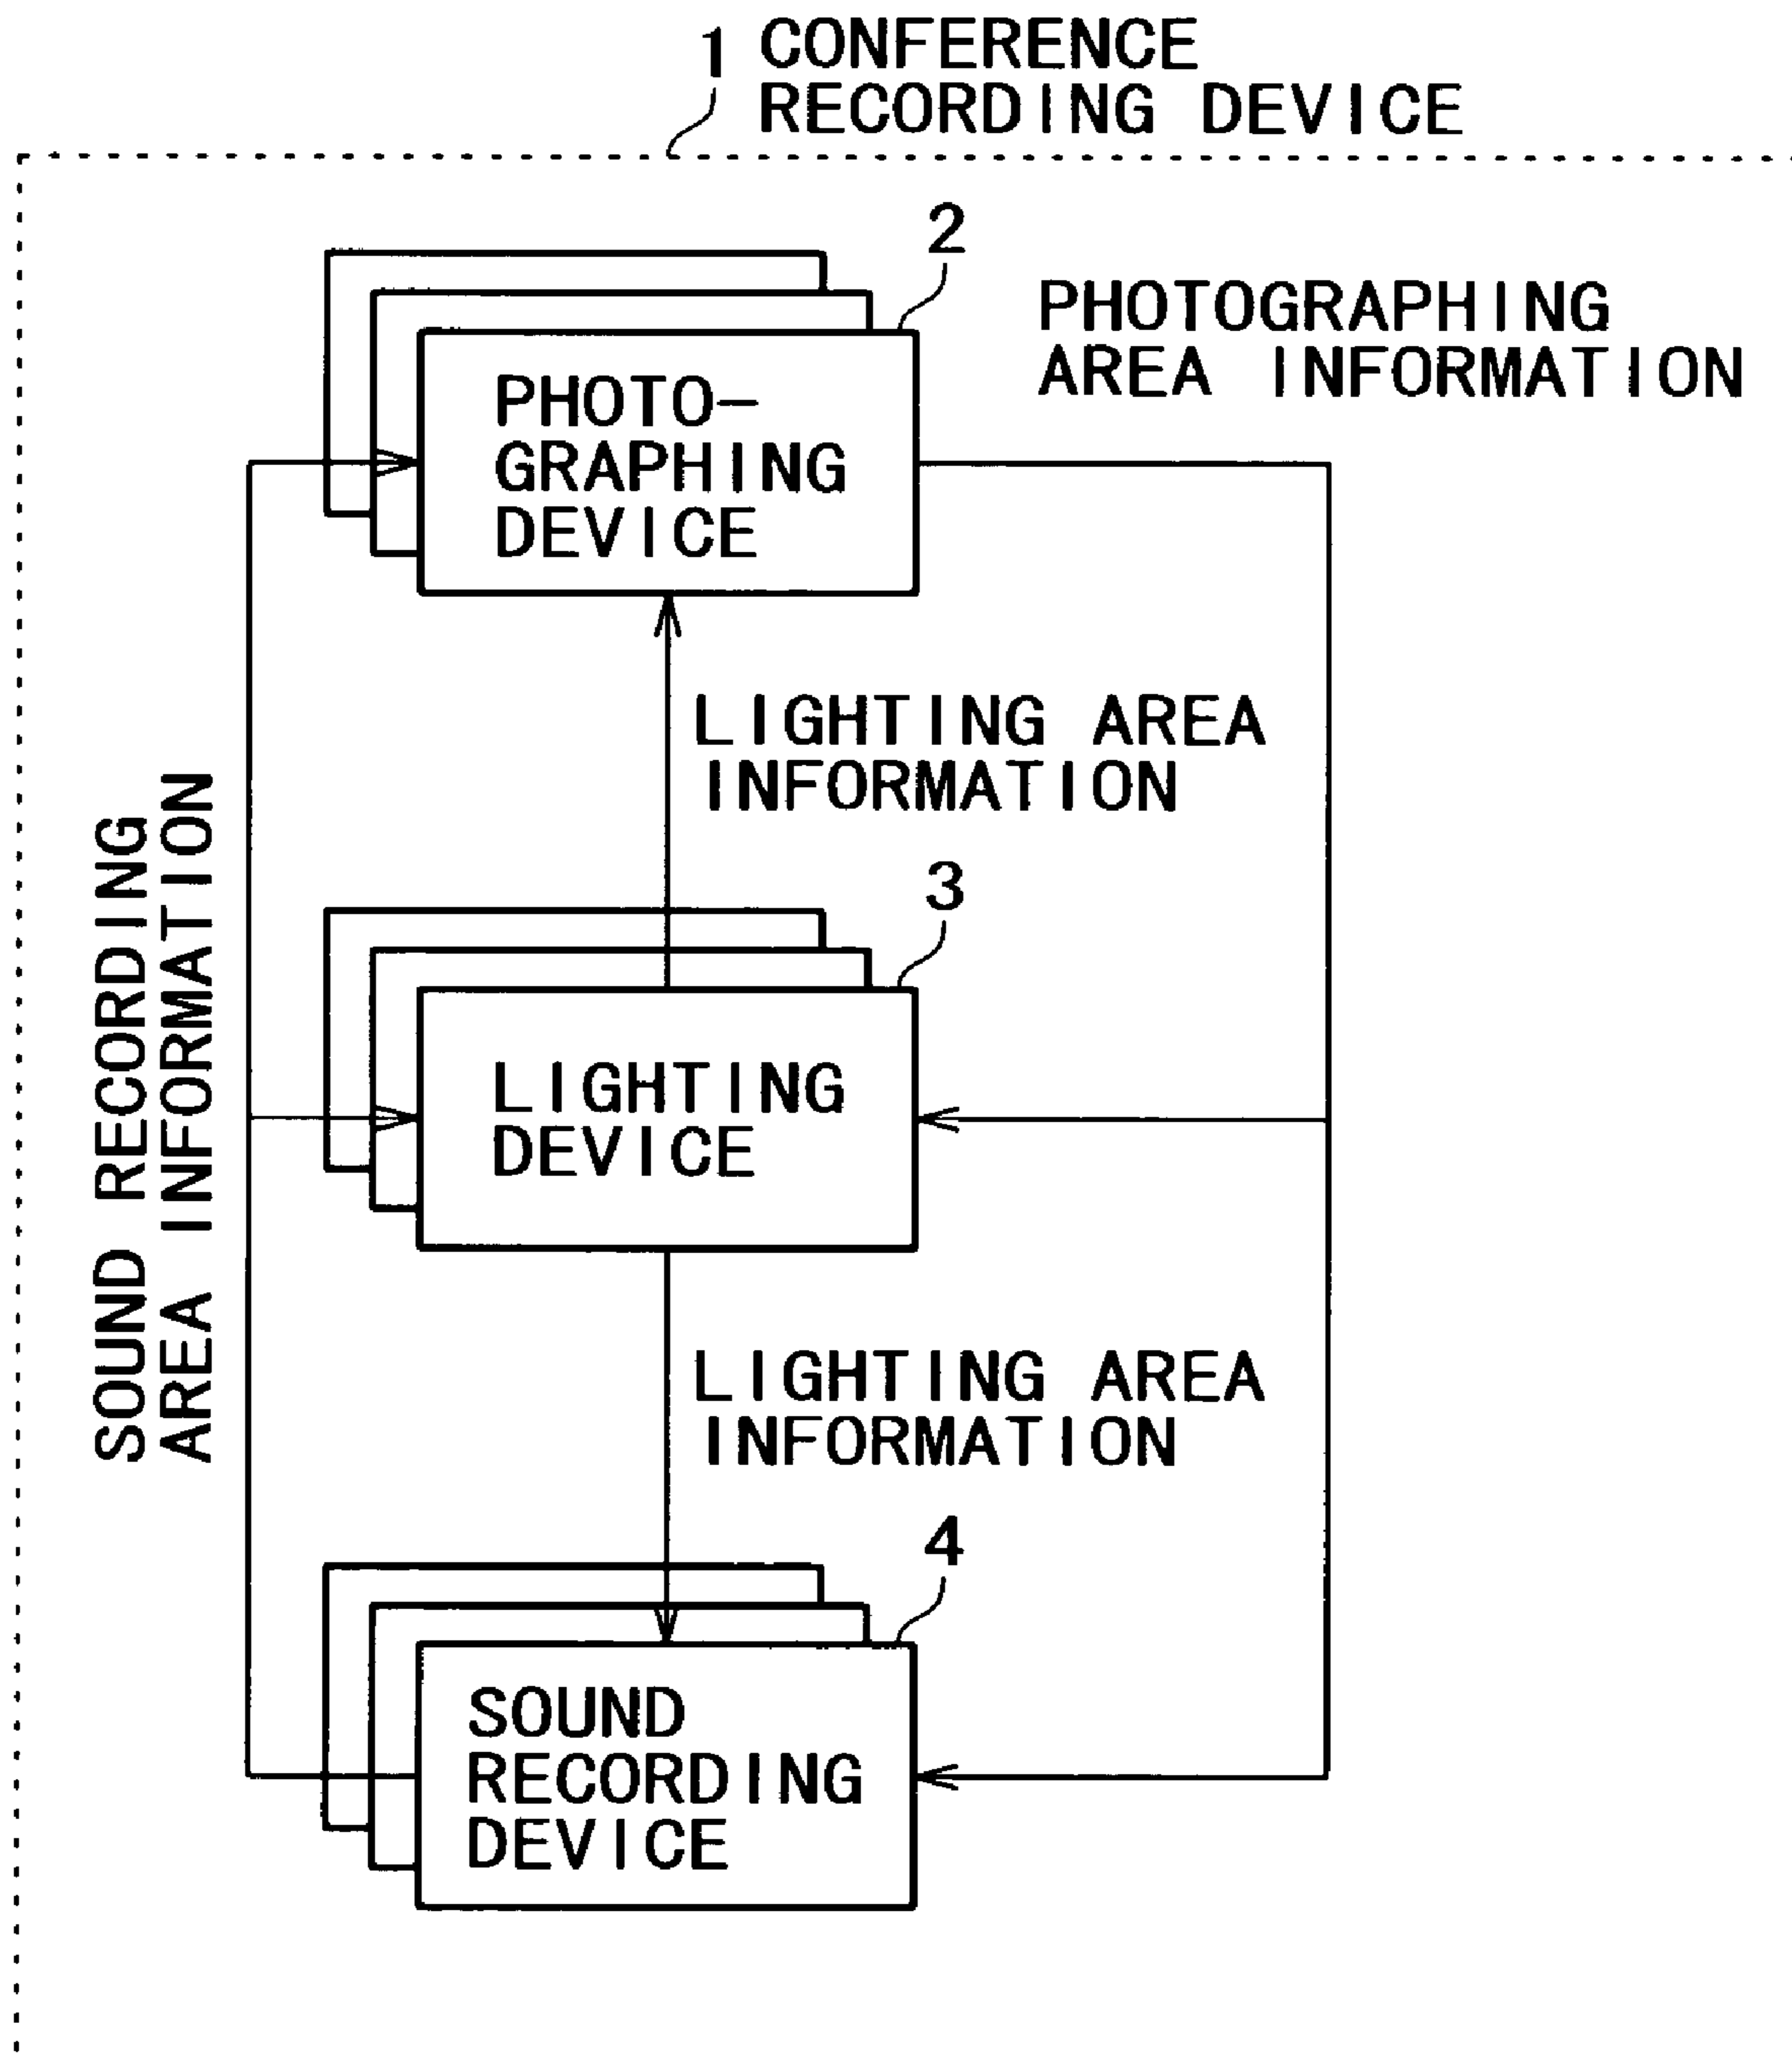 1 CONFERENCE
RECORDING DEVICE
2
PHOTOGRAPHING
AREA INFORMATION
PHOTO-
GRAPHING
DEVICE
LIGHTING AREA
INFORMATION
SOUND RECORDING
AREA INFORMATION
3
LIGHTING
DEVICE
LIGHTING AREA
INFORMATION
4
SOUND
RECORDING
DEVICE